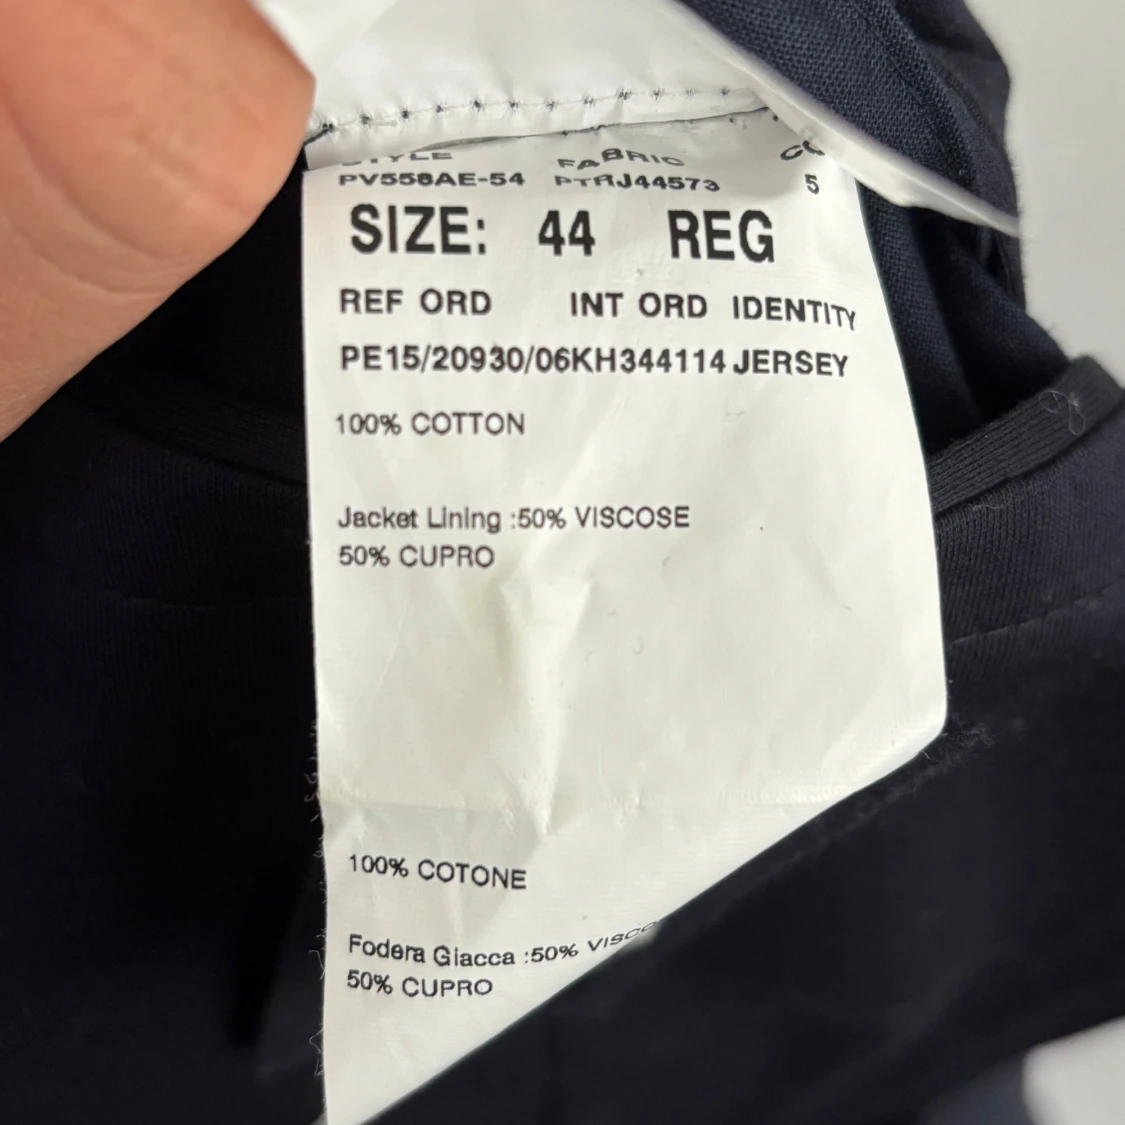 STYLE FABRIC
PV558AE-54 PTRJ44573 5
SIZE: 44 REG
REF ORD INT ORD IDENTITY
PE15/20930/06KH344114 JERSEY
100% COTTON
Jacket Lining :50% VISCOSE
50% CUPRO
100% COTONE
Fodera Giacca :50% VISCO
50% CUPRO